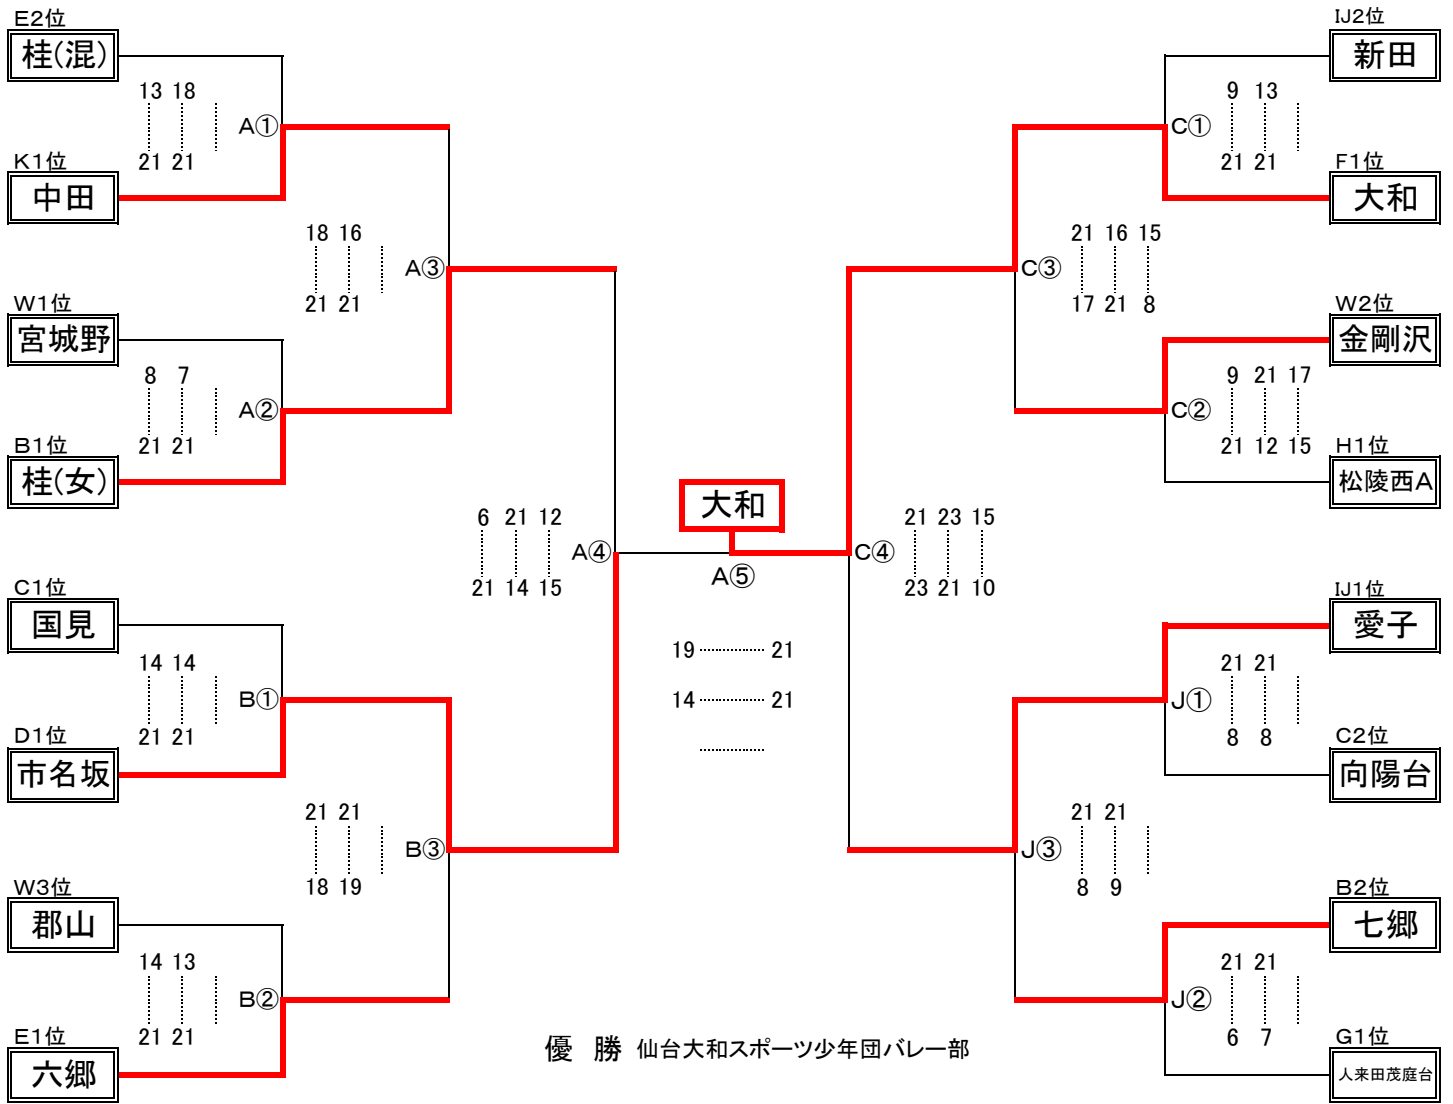 E2位
桂(混)
13 18
A①
21 21
K1位
中田
18 16
A③
21 21
W1位
宮城野
8 7
A②
21 21
B1位
桂(女)
6 21 12
A④
21 14 15
C1位
国見
14 14
B①
21 21
D1位
市名坂
21 21
B③
18 19
W3位
郡山
14 13
B②
21 21
E1位
六郷
大和
A⑤
19 21
14 21
IJ2位
新田
9 13
C①
21 21
F1位
大和
21 16 15
C③
17 21 8
W2位
金剛沢
9 21 17
C②
21 12 15
H1位
松陵西A
21 23 15
C④
23 21 10
IJ1位
愛子
21 21
J①
8 8
C2位
向陽台
21 21
J③
8 9
B2位
七郷
21 21
J②
6 7
G1位
人来田茂庭台
優 勝 仙台大和スポーツ少年団バレー部